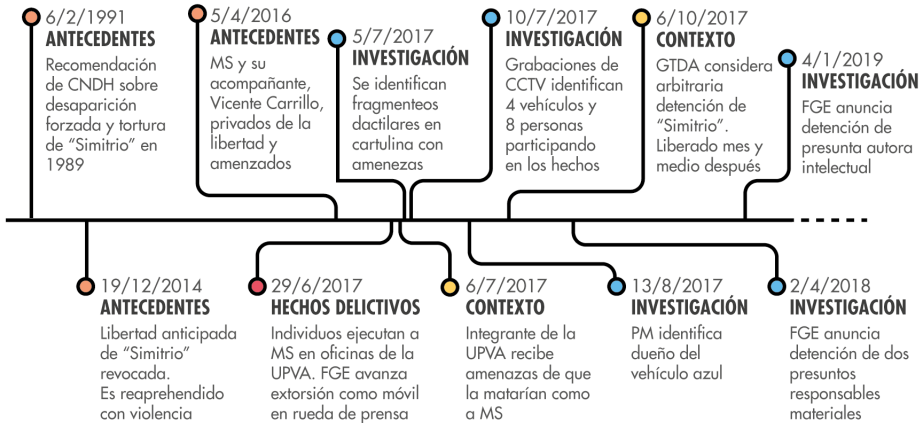 6/2/1991
ANTECEDENTES
Recomendación
de CNDH sobre
desaparición
forzada y tortura
de “Simitrio” en
1989
5/4/2016
ANTECEDENTES
MS y su
acompañante,
Vicente Carrillo,
privados de la
libertad y
amenzados
5/7/2017
INVESTIGACIÓN
Se identifican
fragmenteos
dactilares en
cartulina con
amenezas
10/7/2017
INVESTIGACIÓN
Grabaciones de
CCTV identifican
4 vehículos y
8 personas
participando
en los hechos
6/10/2017
CONTEXTO
GTDA considera
arbitraria
detención de
“Simitrio”.
Liberado mes y
medio después
4/1/2019
INVESTIGACIÓN
FGE anuncia
detención de
presunta autora
intelectual
19/12/2014
ANTECEDENTES
Libertad anticipada
de “Simitrio”
revocada.
Es reaprehendido
con violencia
29/6/2017
HECHOS DELICTIVOS
Individuos ejecutan a
MS en oficinas de la
UPVA. FGE avanza
extorsión como móvil
en rueda de prensa
6/7/2017
CONTEXTO
Integrante de la
UPVA recibe
amenazas de que
la matarían como
a MS
13/8/2017
INVESTIGACIÓN
PM identifica
dueño del
vehículo azul
2/4/2018
INVESTIGACIÓN
FGE anuncia
detención de dos
presuntos
responsables
materiales